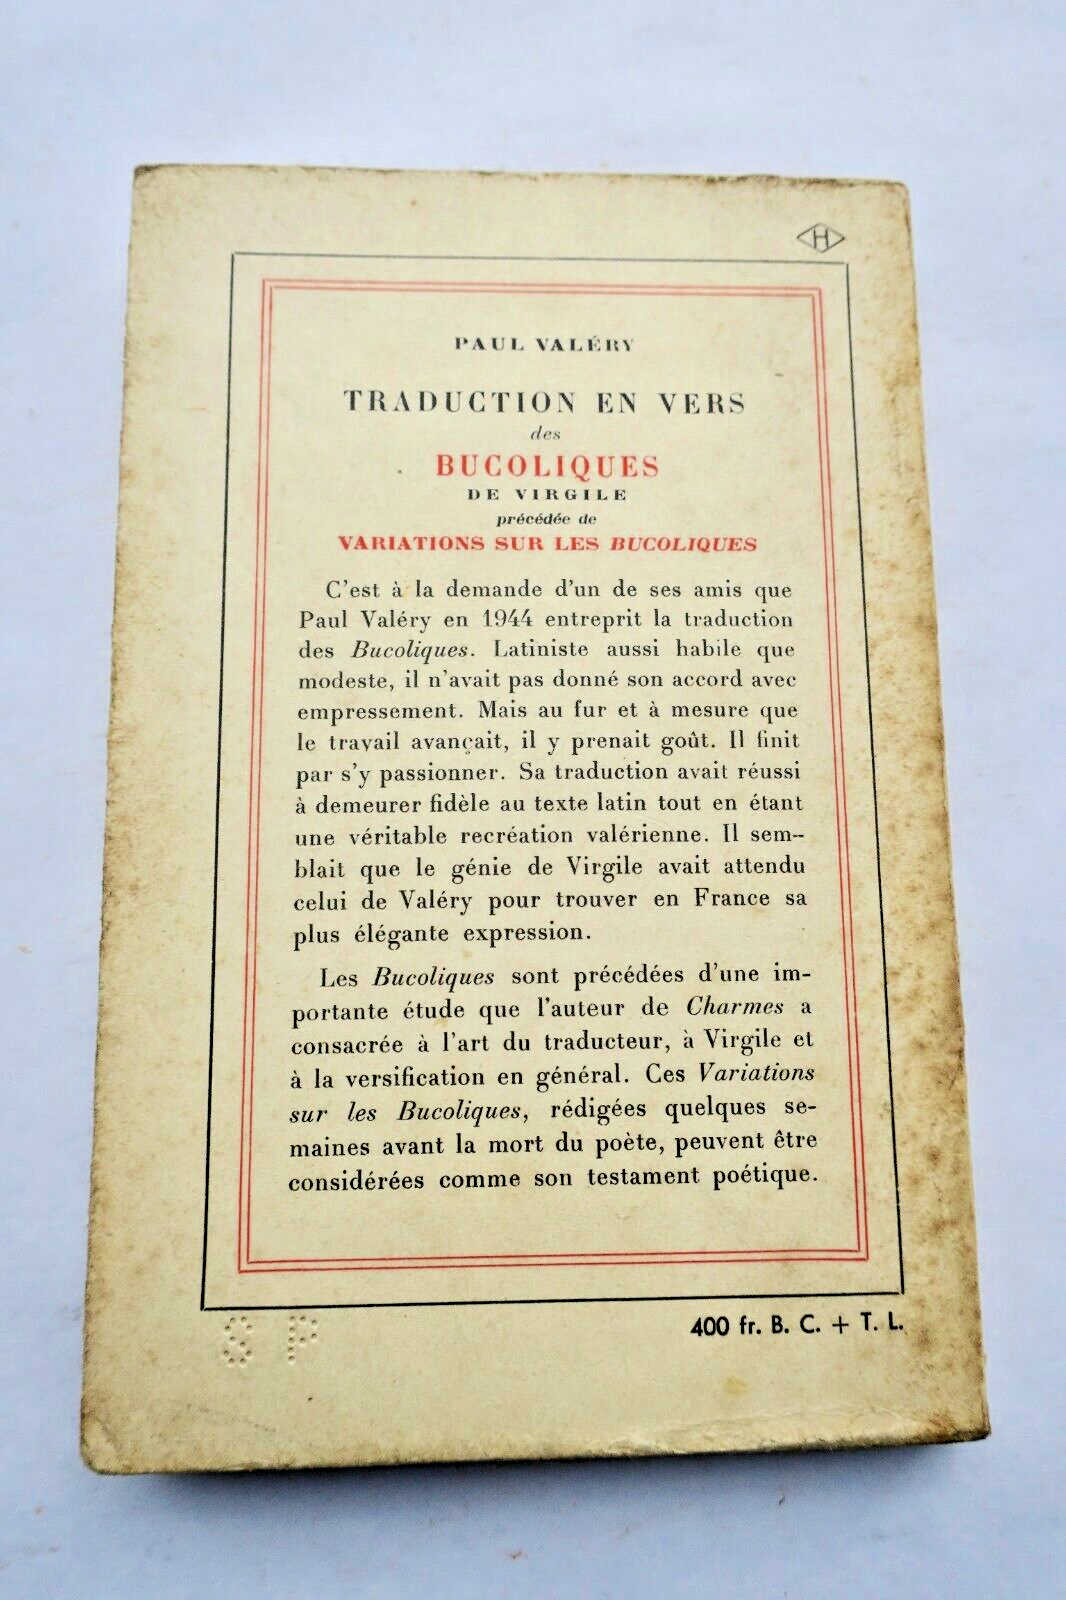 H
PAUL VALÉRY
TRADUCTION EN VERS
des
BUCOLIQUES
DE VIRGILE
précédée de
VARIATIONS SUR LES BUCOLIQUES
C'est à la demande d'un de ses amis que
Paul Valéry en 1944 entreprit la traduction
des Bucoliques. Latiniste aussi habile que
modeste, il n'avait pas donné son accord avec
empressement. Mais au fur et à mesure que
le travail avançait, il y prenait goût. Il finit
par s'y passionner. Sa traduction avait réussi
à demeurer fidèle au texte latin tout en étant
une véritable recréation valérienne. Il sem-
blait que le génie de Virgile avait attendu
celui de Valéry pour trouver en France sa
plus élégante expression.
Les Bucoliques sont précédées d'une im-
portante étude que l'auteur de Charmes a
consacrée à l'art du traducteur, à Virgile et
à la versification en général. Ces Variations
sur les Bucoliques, rédigées quelques se-
maines avant la mort du poète, peuvent être
considérées comme son testament poétique.
400 fr. B. C. + T. L.
S P